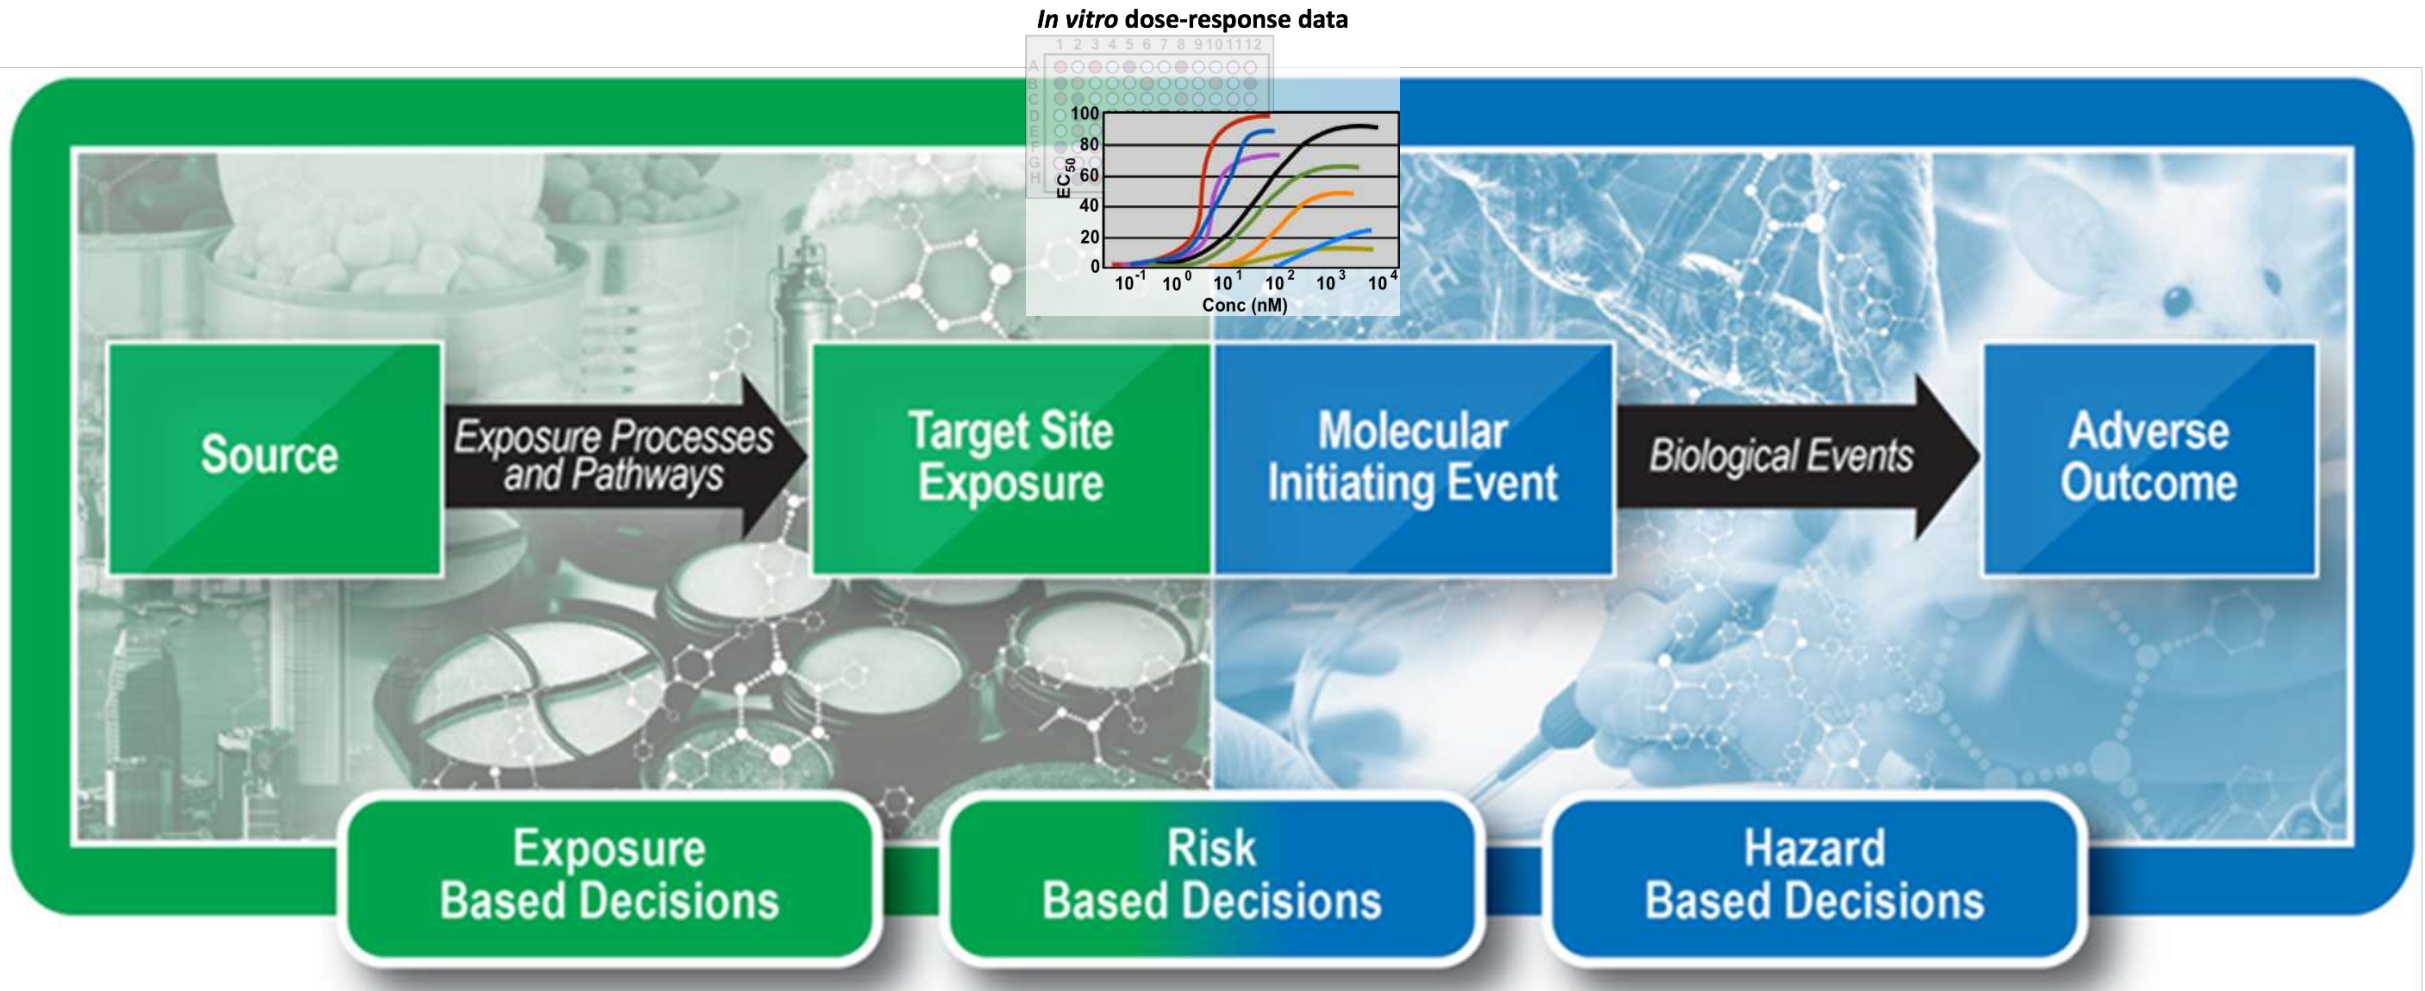 In vitro dose-response data
1 2 3 4 5 6 7 8 9 10 11 12
A
B
C
D
E
F
G
H
100
80
60
40
20
0
EC50
10-1 100 101 102 103 104
Conc (nM)
Source
Exposure Processes
and Pathways
Target Site
Exposure
Molecular
Initiating Event
Biological Events
Adverse
Outcome
Exposure
Based Decisions
Risk
Based Decisions
Hazard
Based Decisions